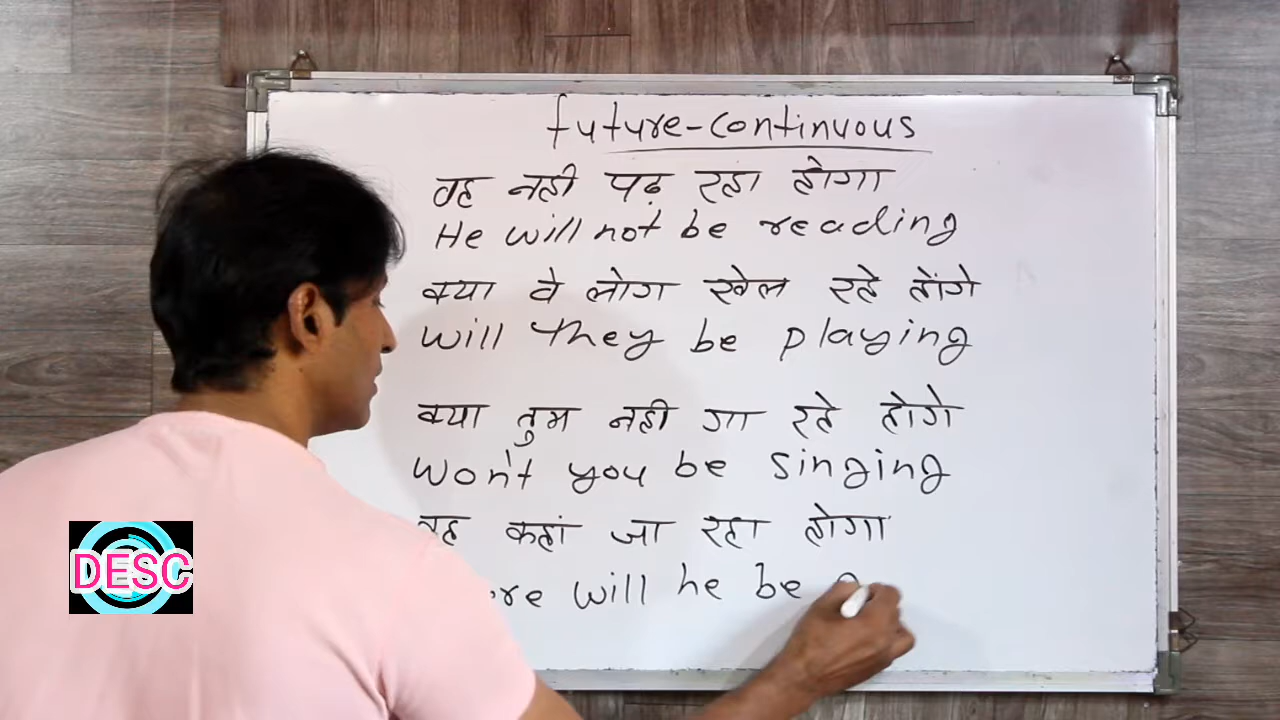 future-continuous
वह नही पढ़ रहा होगा
He will not be reading
क्या वे लोग खेल रहे होंगे
will they be playing
क्या तुम नही गा रहे होगे
won't you be singing
वह कहां जा रहा होगा
will he be
DESC